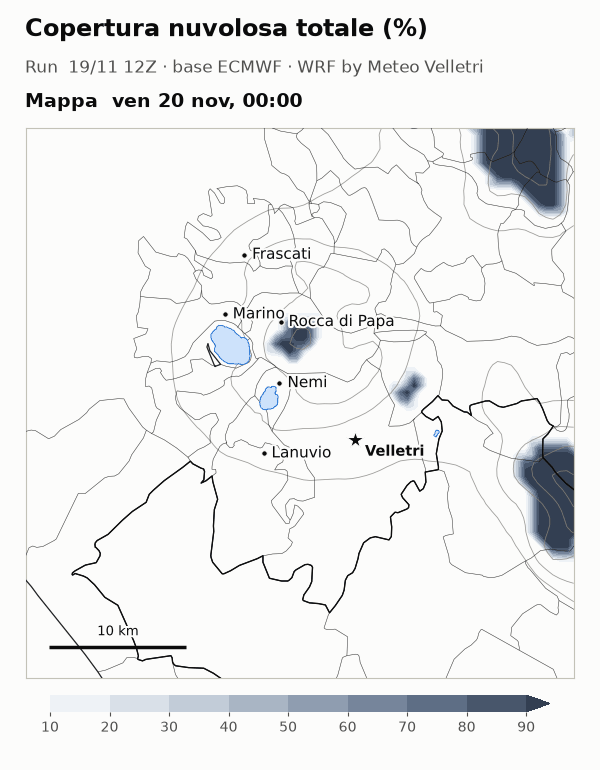 Copertura nuvolosa totale (%)
Run  19/11 12Z · base ECMWF · WRF by Meteo Velletri
Mappa  ven 20 nov, 00:00
Frascati
Marino
Rocca di Papa
Nemi
Velletri
Lanuvio
10 km
10 20 30 40 50 60 70 80 90